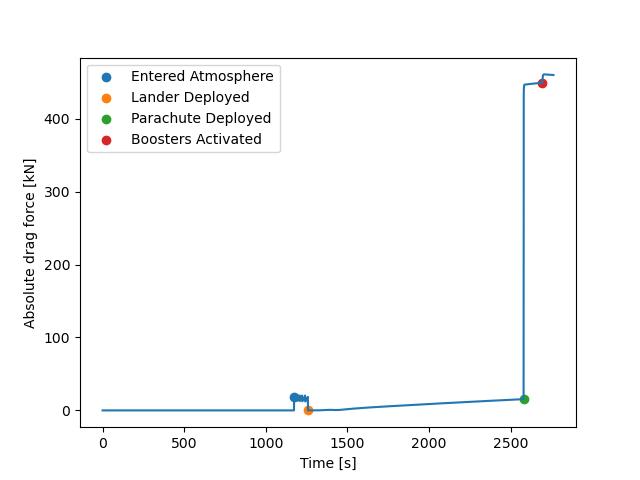 Entered Atmosphere
Lander Deployed
Parachute Deployed
Boosters Activated
400
300
200
100
0
Absolute drag force [kN]
0
500
1000
1500
2000
2500
Time [s]